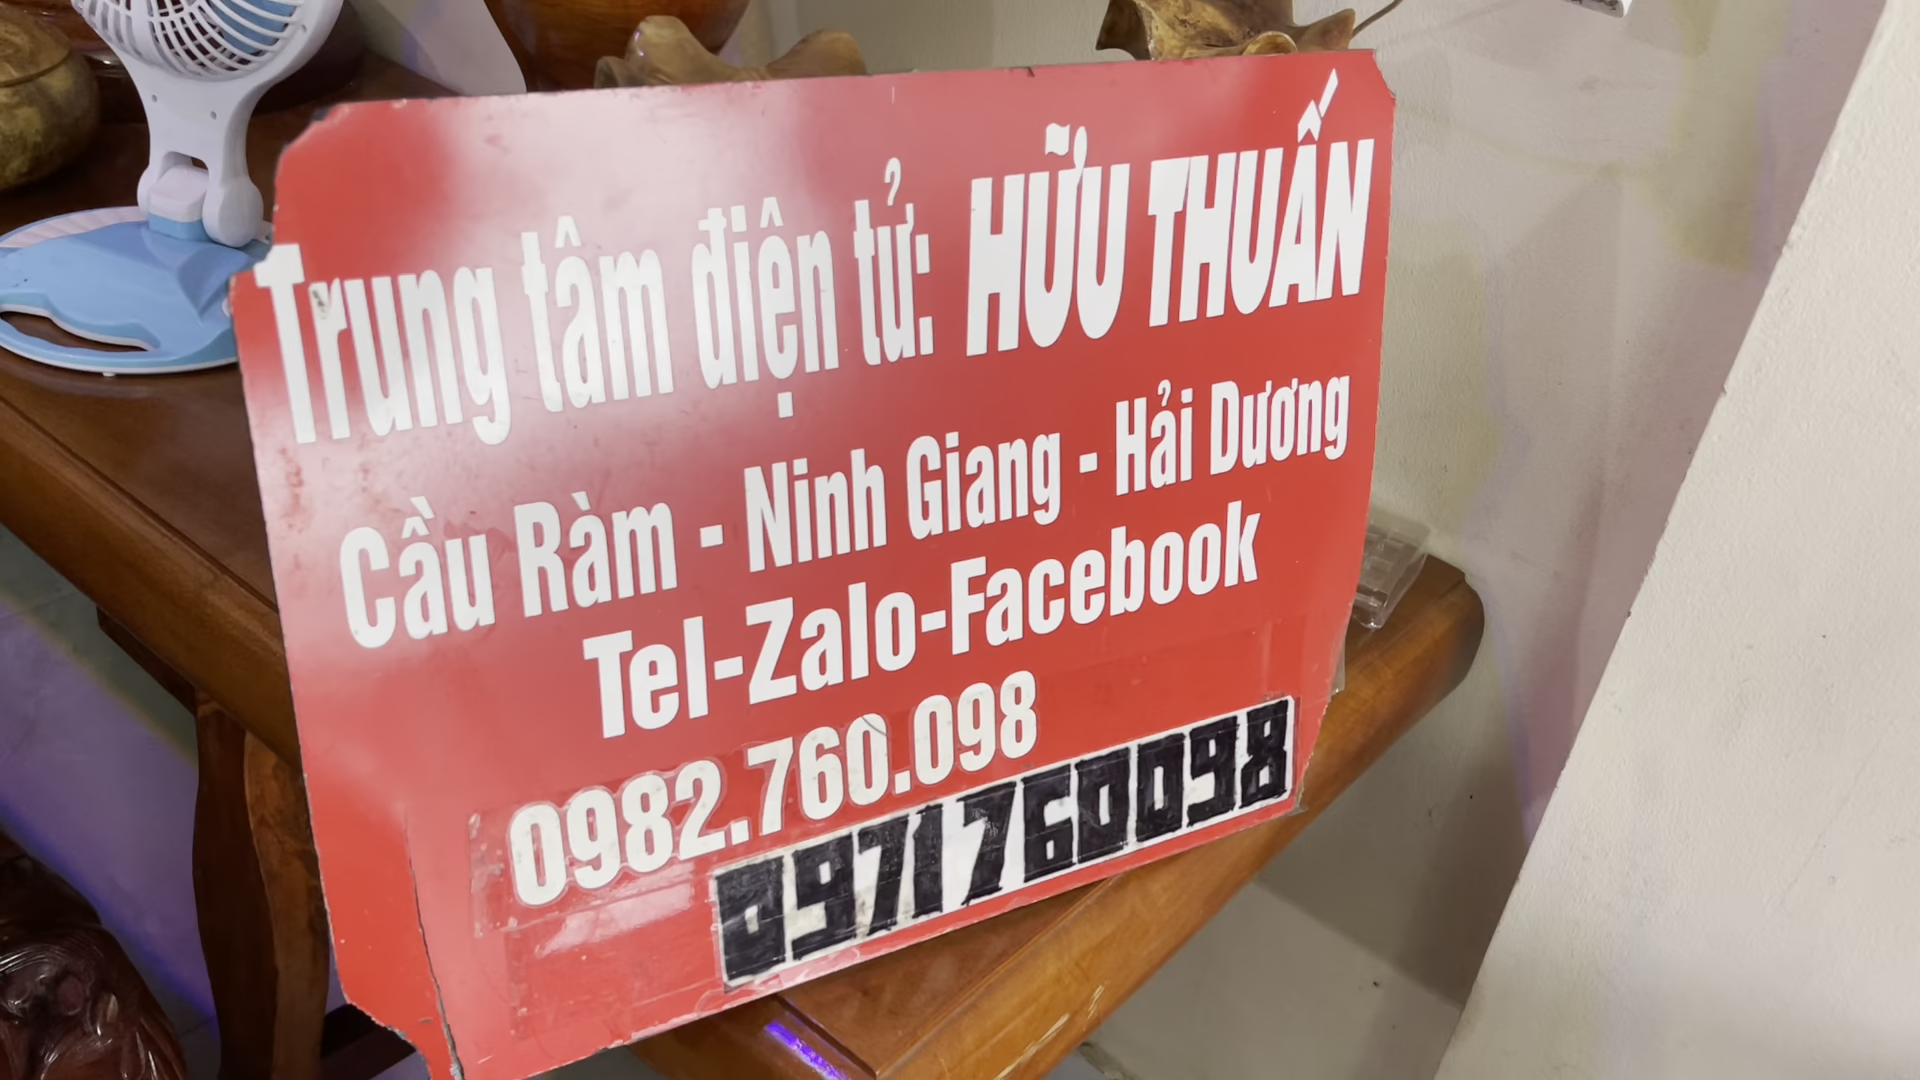 Trung tâm điện tử: HỮU THUẤN
Cầu Ràm - Ninh Giang - Hải Dương
Tel-Zalo-Facebook
0982.760.098
0971760098